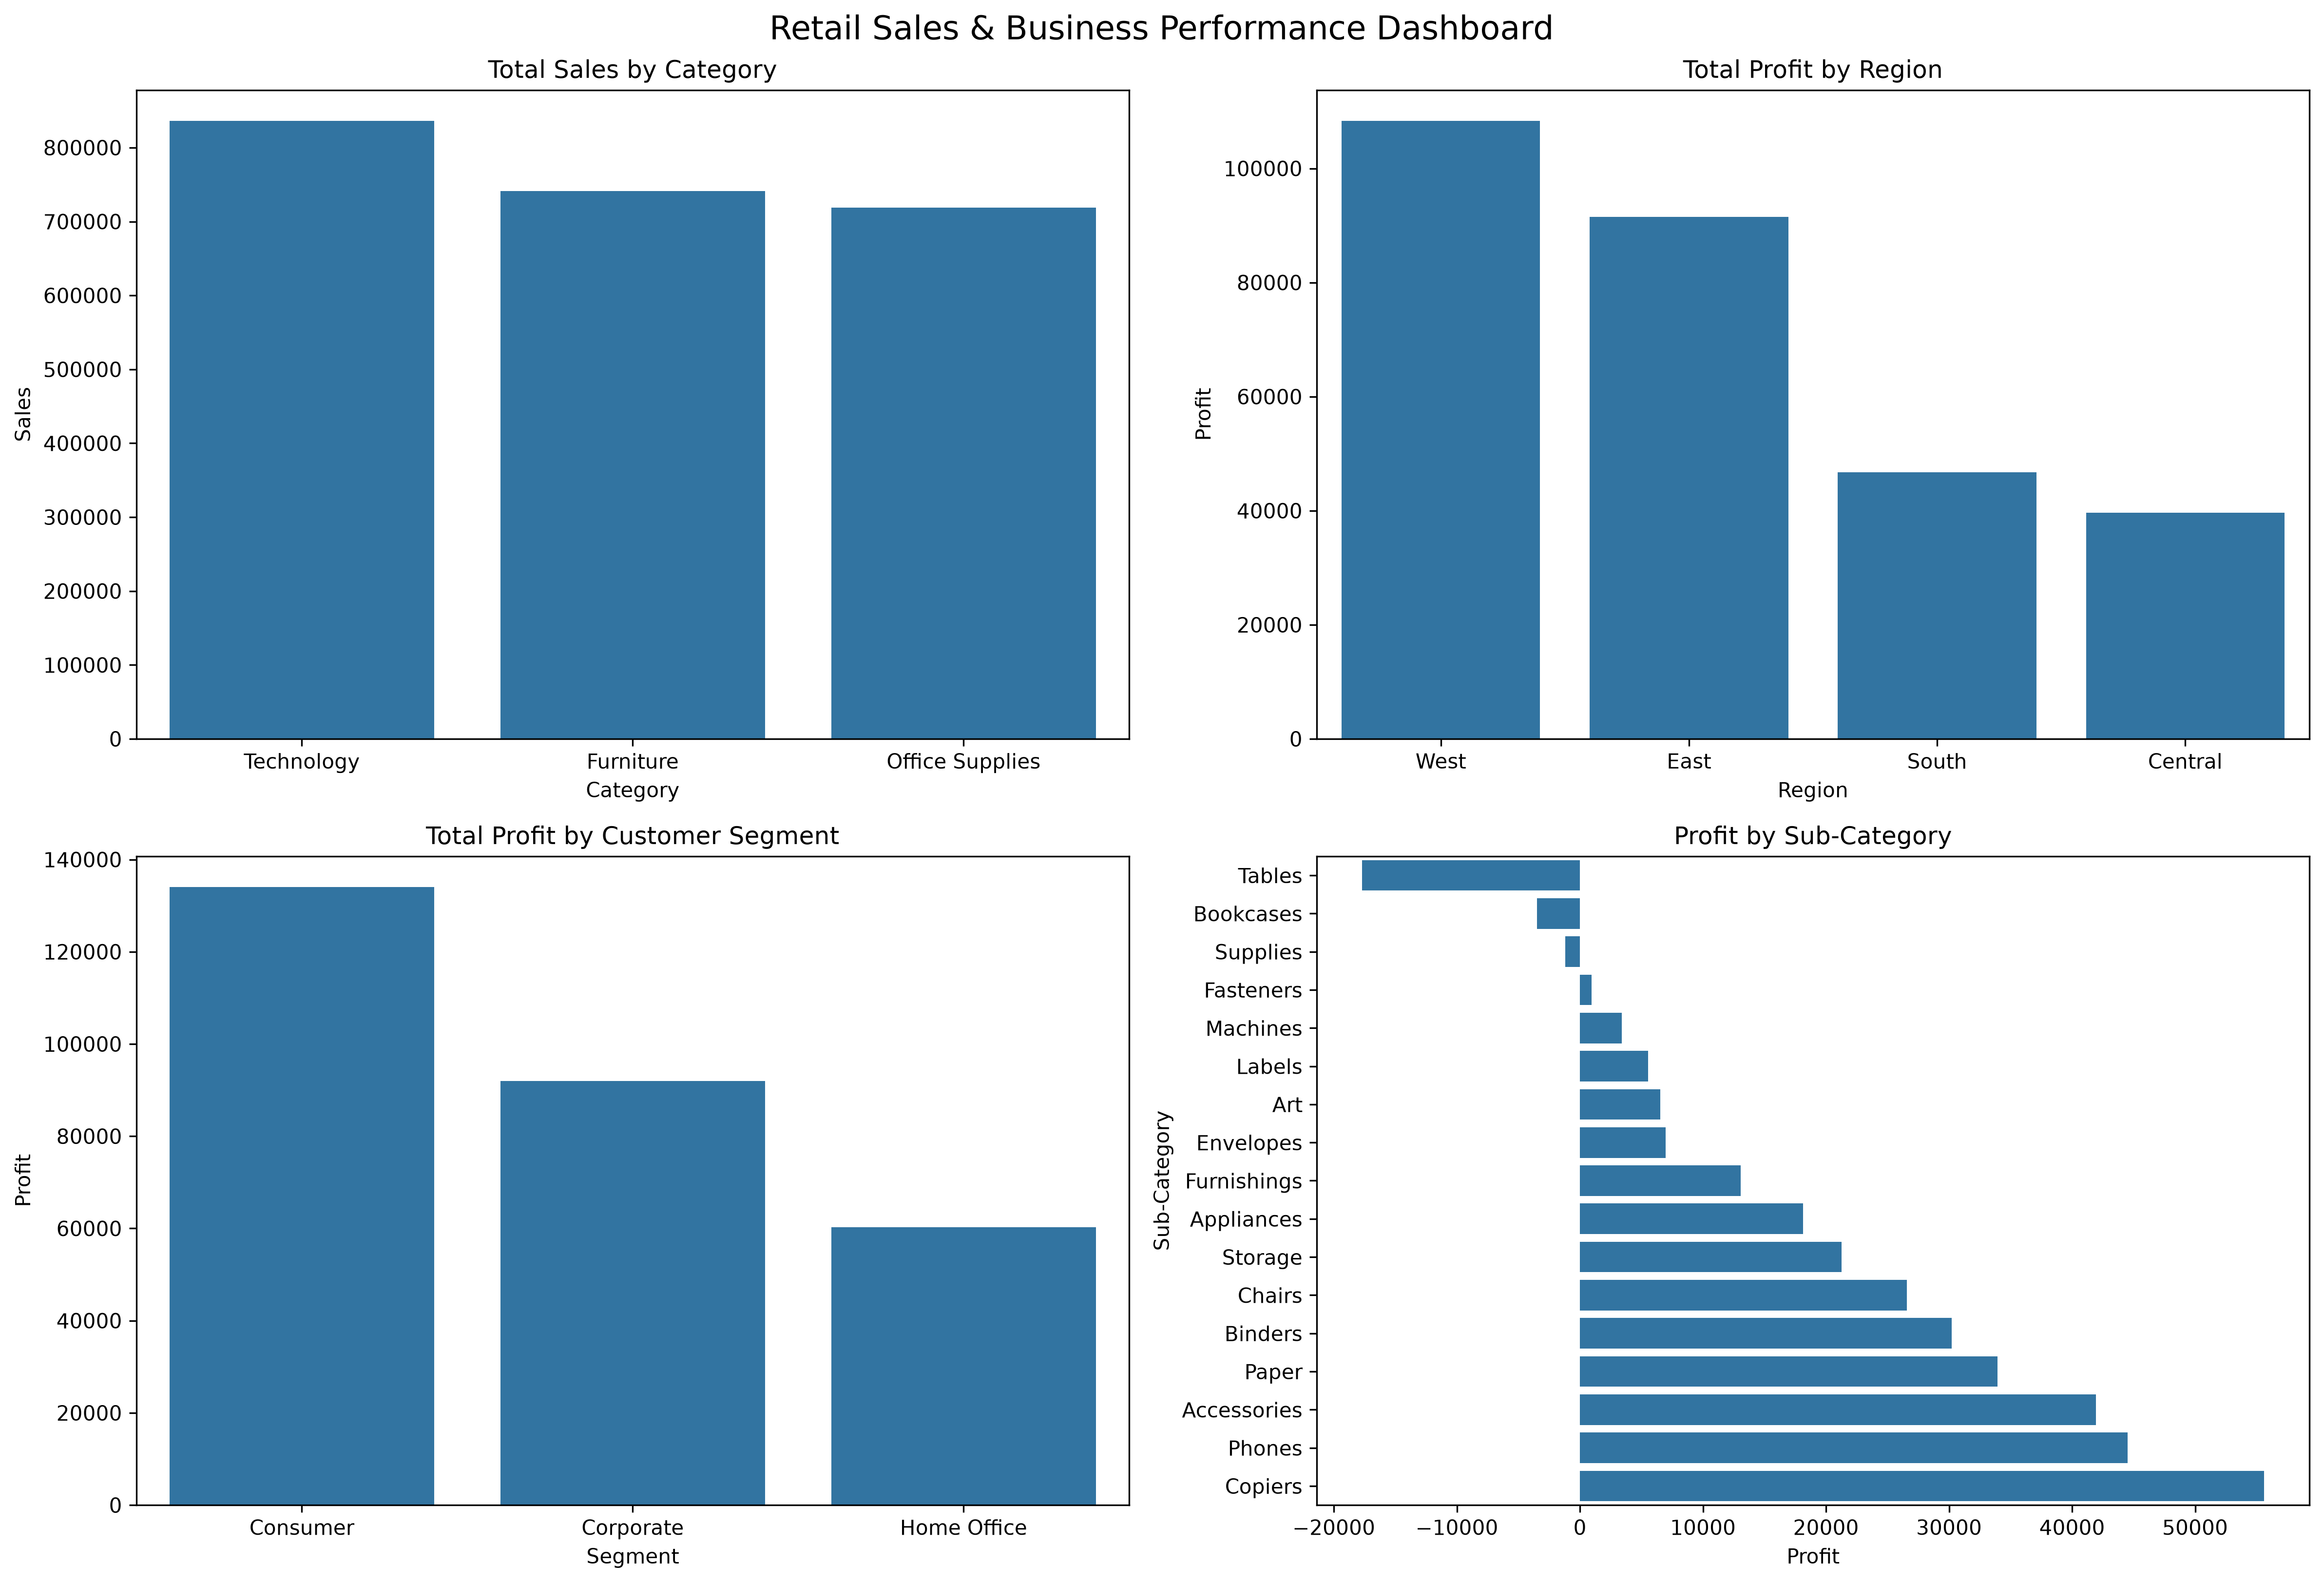 Retail Sales & Business Performance Dashboard
Total Sales by Category
800000
700000
600000
500000
400000
300000
200000
100000
0
Sales
Technology
Furniture
Office Supplies
Category
Total Profit by Region
100000
80000
60000
40000
20000
0
Profit
West
East
South
Central
Region
Total Profit by Customer Segment
140000
120000
100000
80000
60000
40000
20000
0
Profit
Consumer
Corporate
Home Office
Segment
Profit by Sub-Category
Tables
Bookcases
Supplies
Fasteners
Machines
Labels
Art
Envelopes
Furnishings
Appliances
Storage
Chairs
Binders
Paper
Accessories
Phones
Copiers
Sub-Category
−20000
−10000
0
10000
20000
30000
40000
50000
Profit